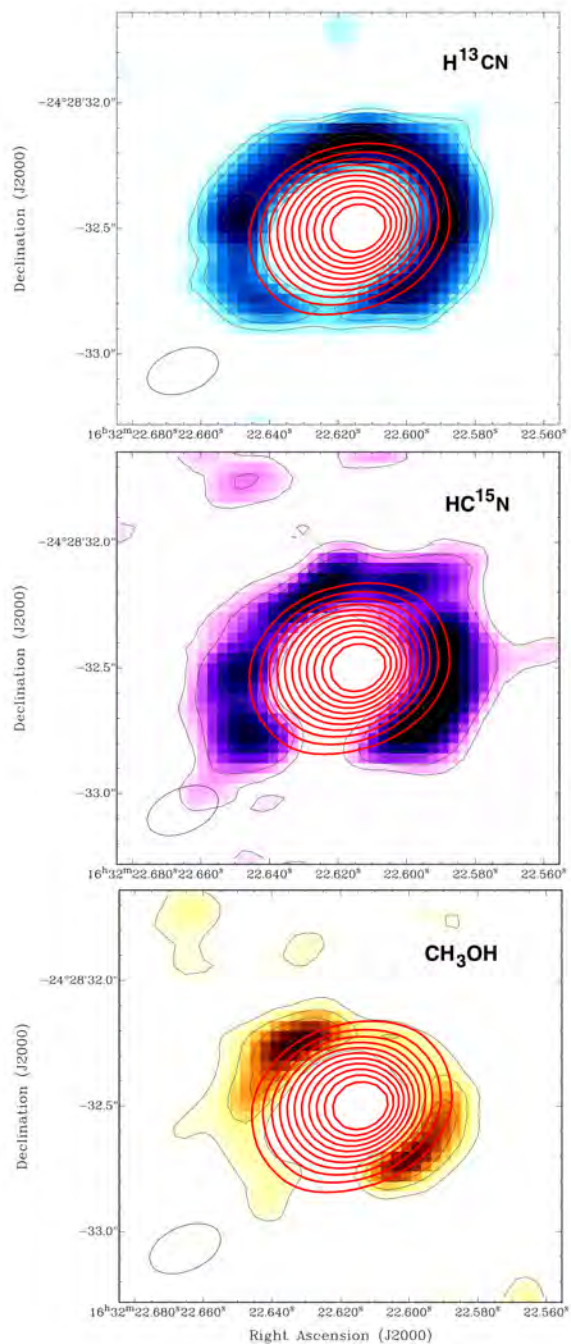 H¹³CN
−24°28'32.0"
−32.5
−33.0
Declination (J2000)
16ʰ32ᵐ22.680ˢ 22.660ˢ 22.640ˢ 22.620ˢ 22.600ˢ 22.580ˢ 22.560ˢ
HC¹⁵N
−24°28'32.0"
−32.5
−33.0
Declination (J2000)
16ʰ32ᵐ22.680ˢ 22.660ˢ 22.640ˢ 22.620ˢ 22.600ˢ 22.580ˢ 22.560ˢ
CH₃OH
−24°28'32.0"
−32.5
−33.0
Declination (J2000)
16ʰ32ᵐ22.680ˢ 22.660ˢ 22.640ˢ 22.620ˢ 22.600ˢ 22.580ˢ 22.560ˢ
Right Ascension (J2000)